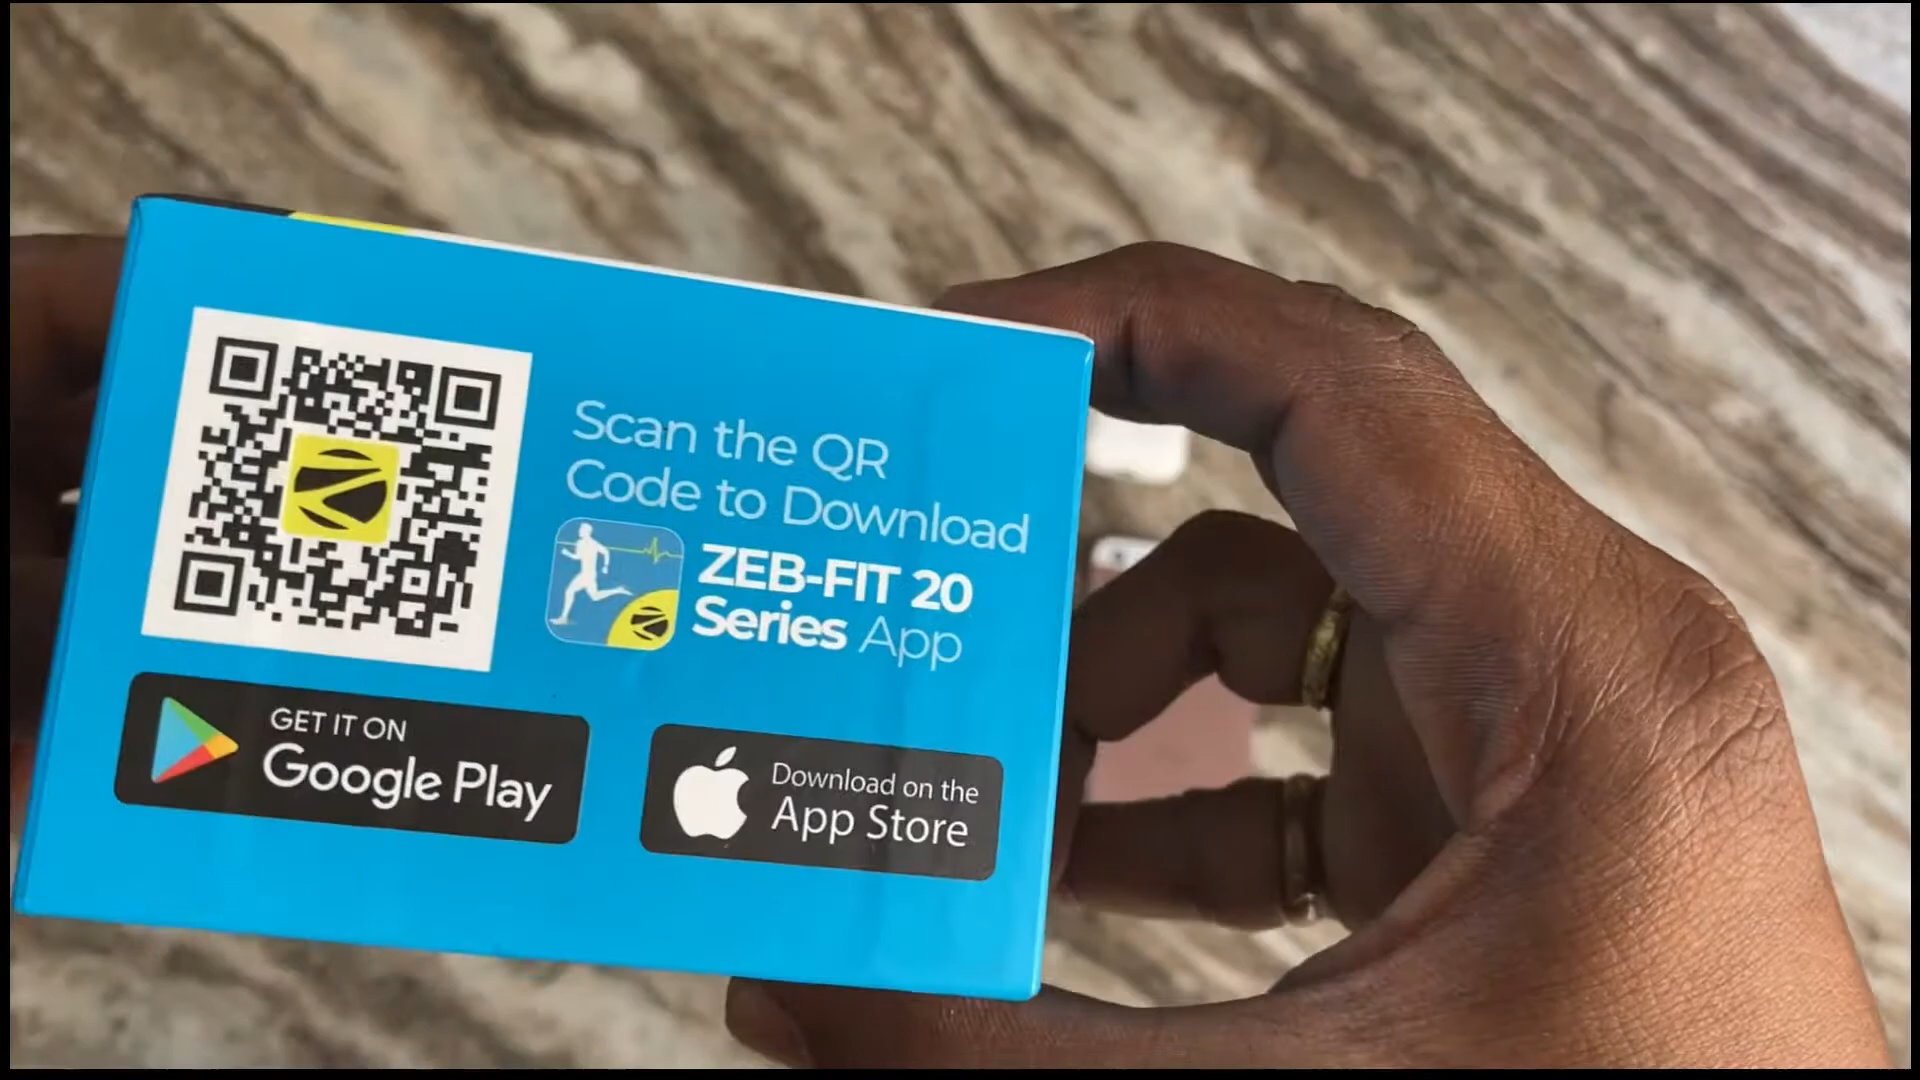 Scan the QR
Code to Download
ZEB-FIT 20
Series App
GET IT ON
Google Play
Download on the
App Store